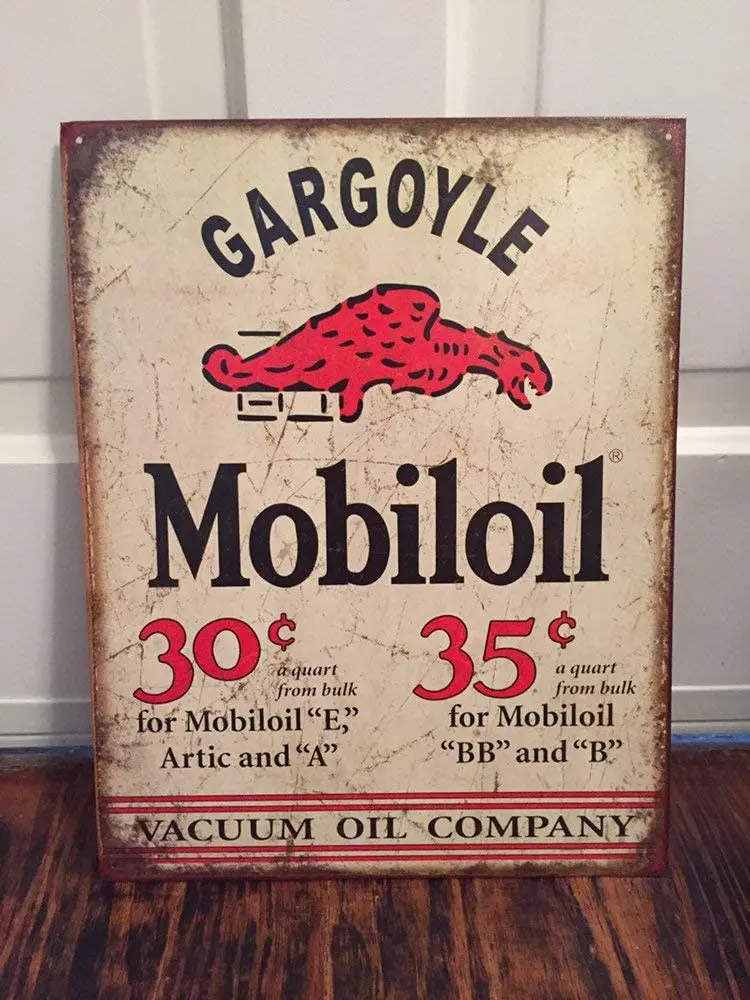 GARGOYLE
Mobiloil®
30¢ a quart
from bulk
for Mobiloil “E,”
Artic and “A”
35¢ a quart
from bulk
for Mobiloil
“BB” and “B”
VACUUM OIL COMPANY